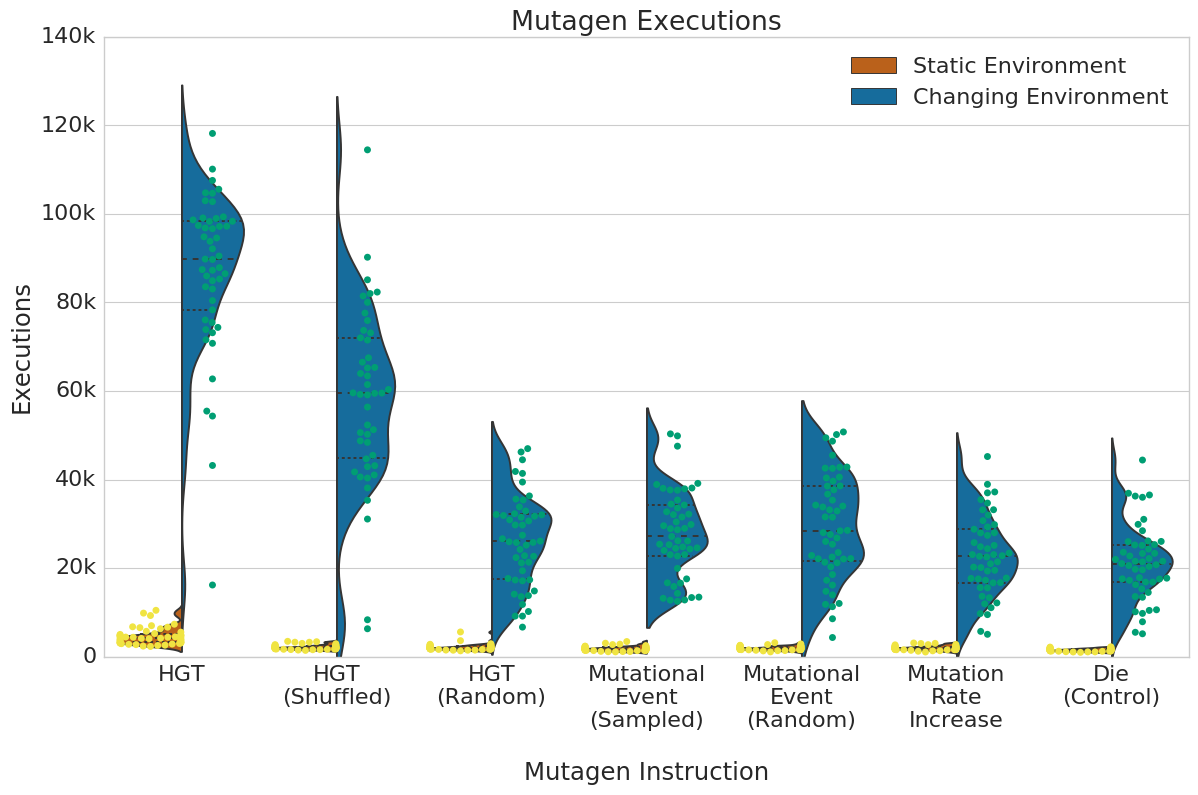 Mutagen Executions
140k
120k
100k
80k
60k
40k
20k
0
Executions
Static Environment
Changing Environment
HGT
HGT
(Shuffled)
HGT
(Random)
Mutational
Event
(Sampled)
Mutational
Event
(Random)
Mutation
Rate
Increase
Die
(Control)
Mutagen Instruction